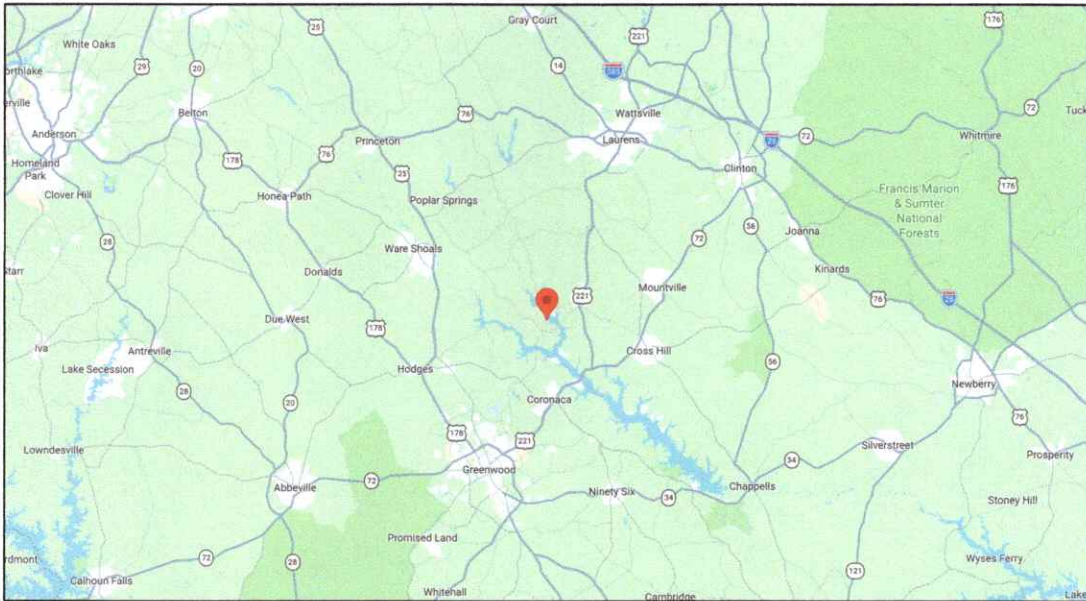 Gray Court
176
25
221
White Oaks
orthlake
29
20
14
385
72
erville
Belton
Wattsville
Tuck
Anderson
76
Princeton
Laurens
26
72
Whitmire
Homeland
Park
178
76
25
Clinton
176
Clover Hill
Honea Path
Poplar Springs
Francis Marion
& Sumter
National
Forests
28
Ware Shoals
72
56
Joanna
Starr
Donalds
Kinards
221
Mountville
76
26
Due West
178
Iva
Antreville
Cross Hill
56
Lake Secession
Hodges
Newberry
28
20
Coronaca
76
178
221
Silverstreet
Lowndesville
34
Prosperity
72
Greenwood
Abbeville
Ninety Six
34
Chappells
Stoney Hill
Promised Land
rdmont
72
28
Wyses Ferry
121
Calhoun Falls
Whitehall
Cambridge
Lake